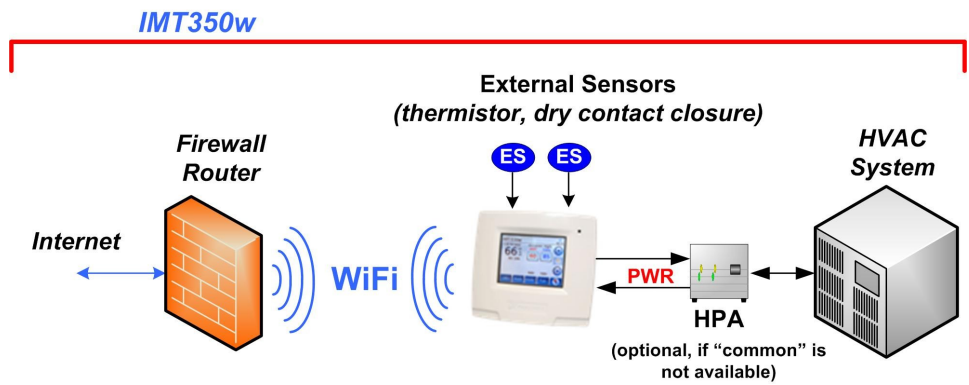 IMT350w
External Sensors
(thermistor, dry contact closure)
Firewall
Router
HVAC
System
ES ES
Internet
WiFi
66
PWR
HPA
(optional, if “common” is
not available)